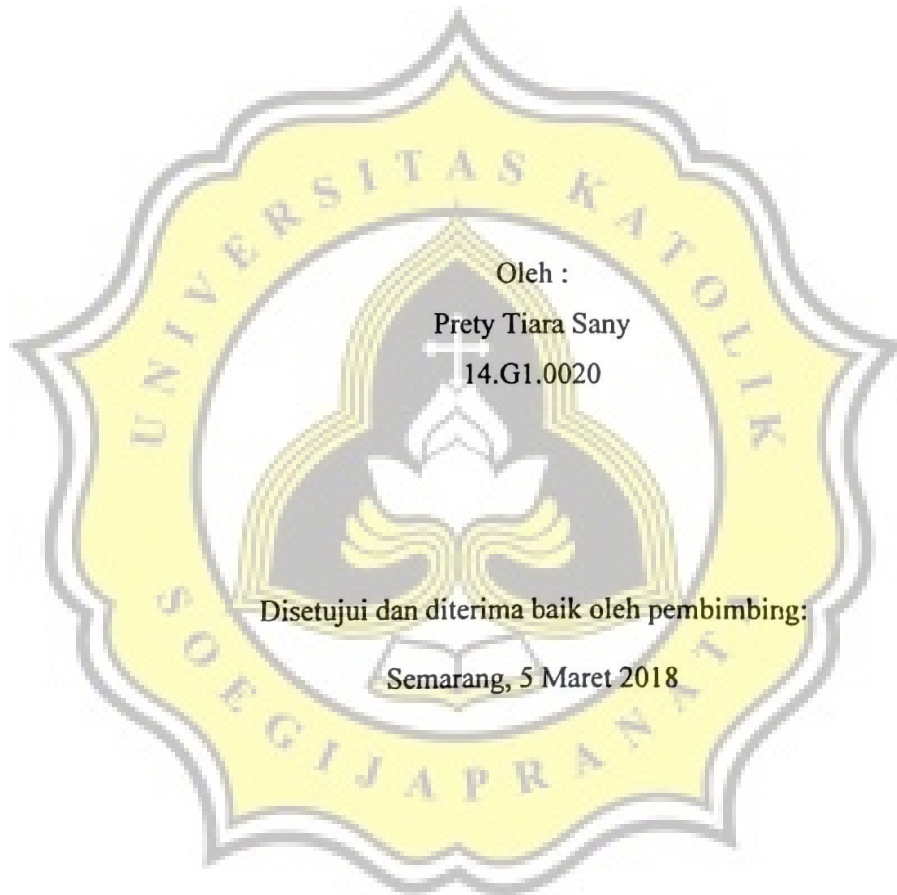 UNIVERSITAS KATOLIK
Oleh :
Prety Tiara Sany
14.G1.0020
Disetujui dan diterima baik oleh pembimbing:
Semarang, 5 Maret 2018
SOEGIJAPRANATA